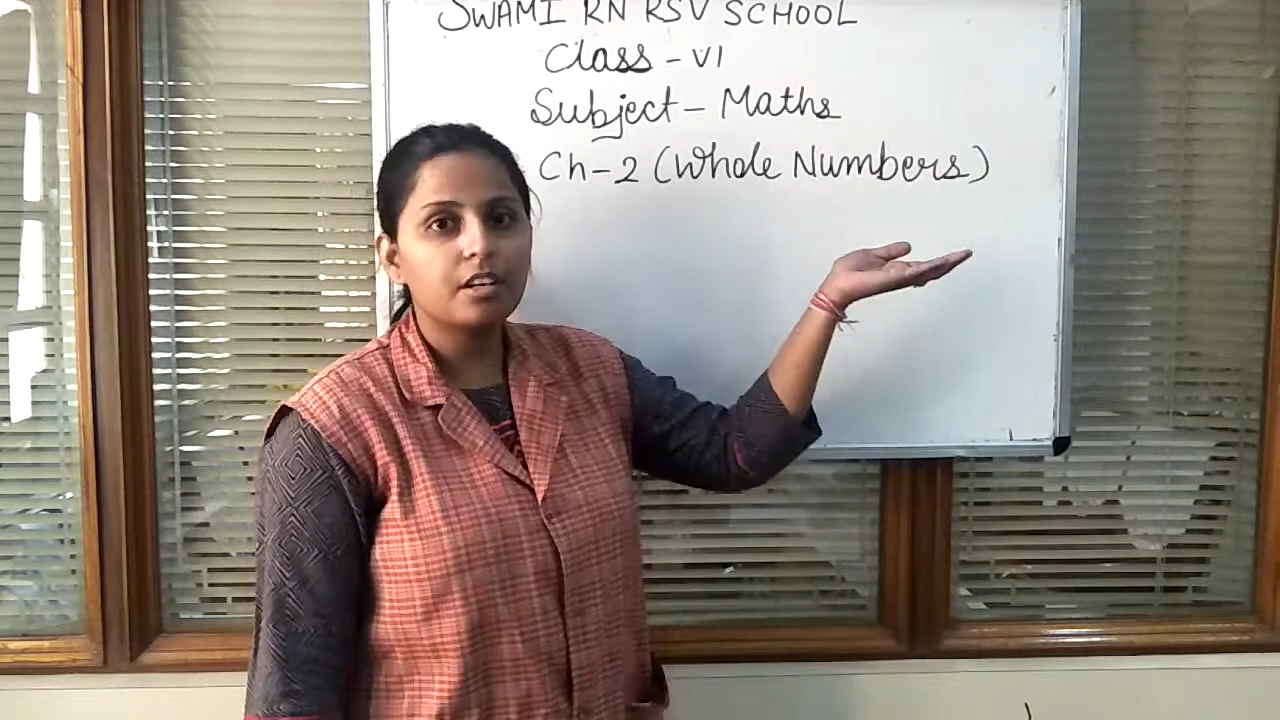 SWAMI RN RSV SCHOOL
Class - VI
Subject - Maths
Ch-2 (Whole Numbers)